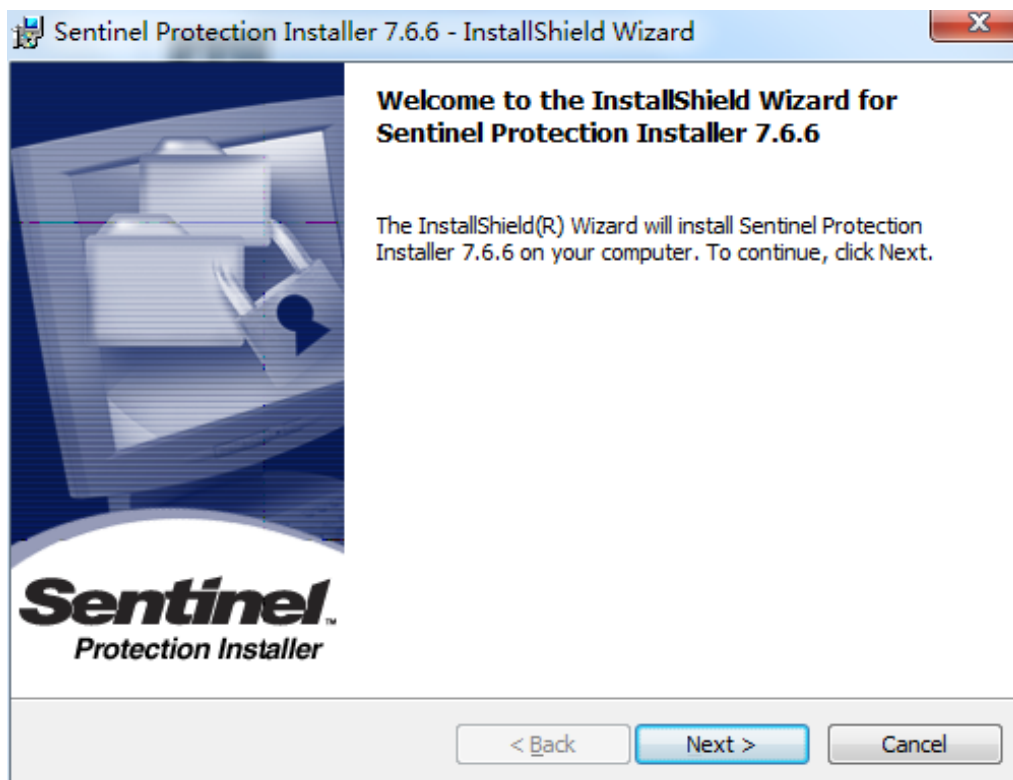 Sentinel Protection Installer 7.6.6 - InstallShield Wizard
X
Welcome to the InstallShield Wizard for
Sentinel Protection Installer 7.6.6
The InstallShield(R) Wizard will install Sentinel Protection
Installer 7.6.6 on your computer. To continue, click Next.
Sentinel™
Protection Installer
< Back
Next >
Cancel